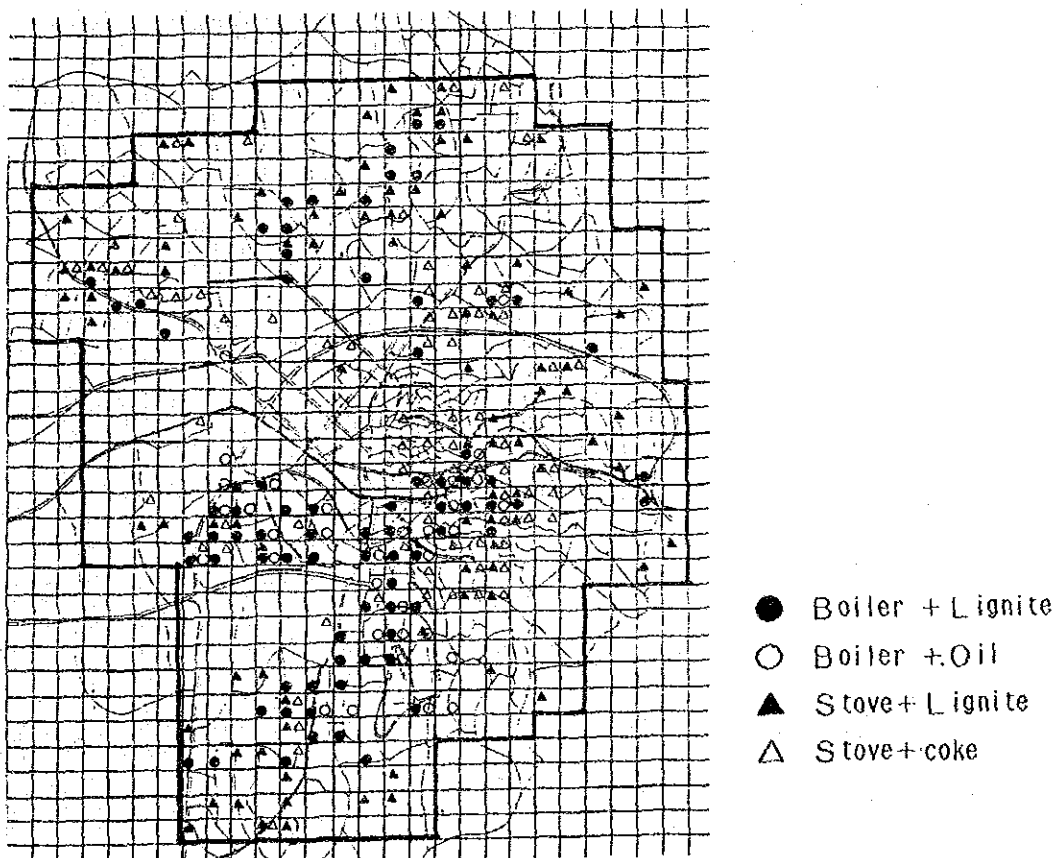 ● Boiler + Lignite
○ Boiler +.Oil
▲ Stove + Lignite
△ Stove + coke